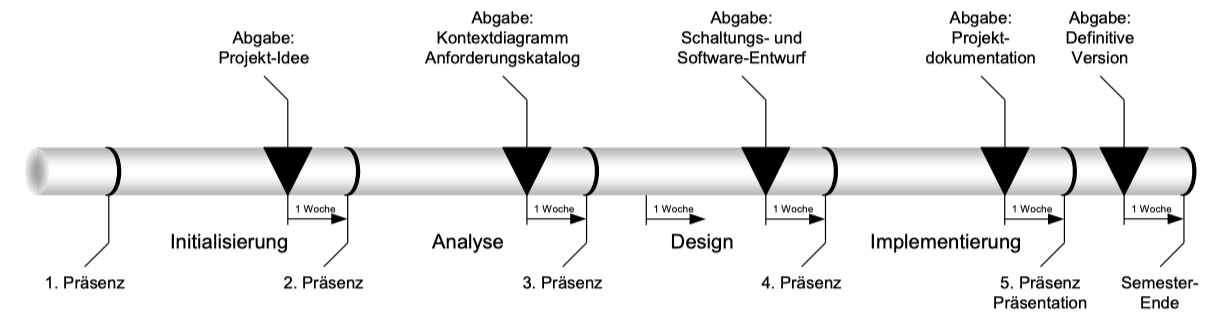 Abgabe:
Projekt-Idee
Abgabe:
Kontextdiagramm
Anforderungskatalog
Abgabe:
Schaltungs- und
Software-Entwurf
Abgabe:
Projekt-
dokumentation
Abgabe:
Definitive
Version
1 Woche
1 Woche
1 Woche
1 Woche
1 Woche
1 Woche
Initialisierung
Analyse
Design
Implementierung
1. Präsenz
2. Präsenz
3. Präsenz
4. Präsenz
5. Präsenz
Präsentation
Semester-
Ende